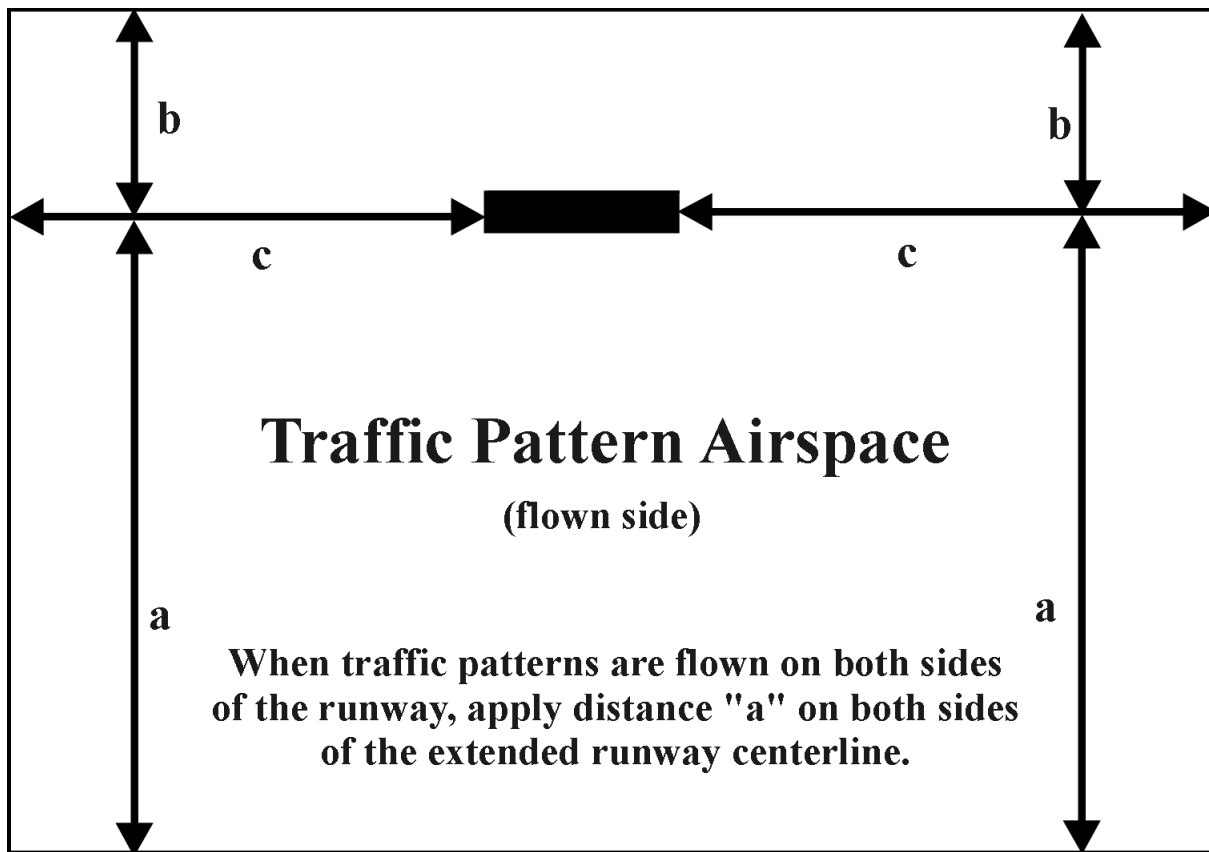 b
b
c
c
Traffic Pattern Airspace
(flown side)
a
a
When traffic patterns are flown on both sides
of the runway, apply distance "a" on both sides
of the extended runway centerline.